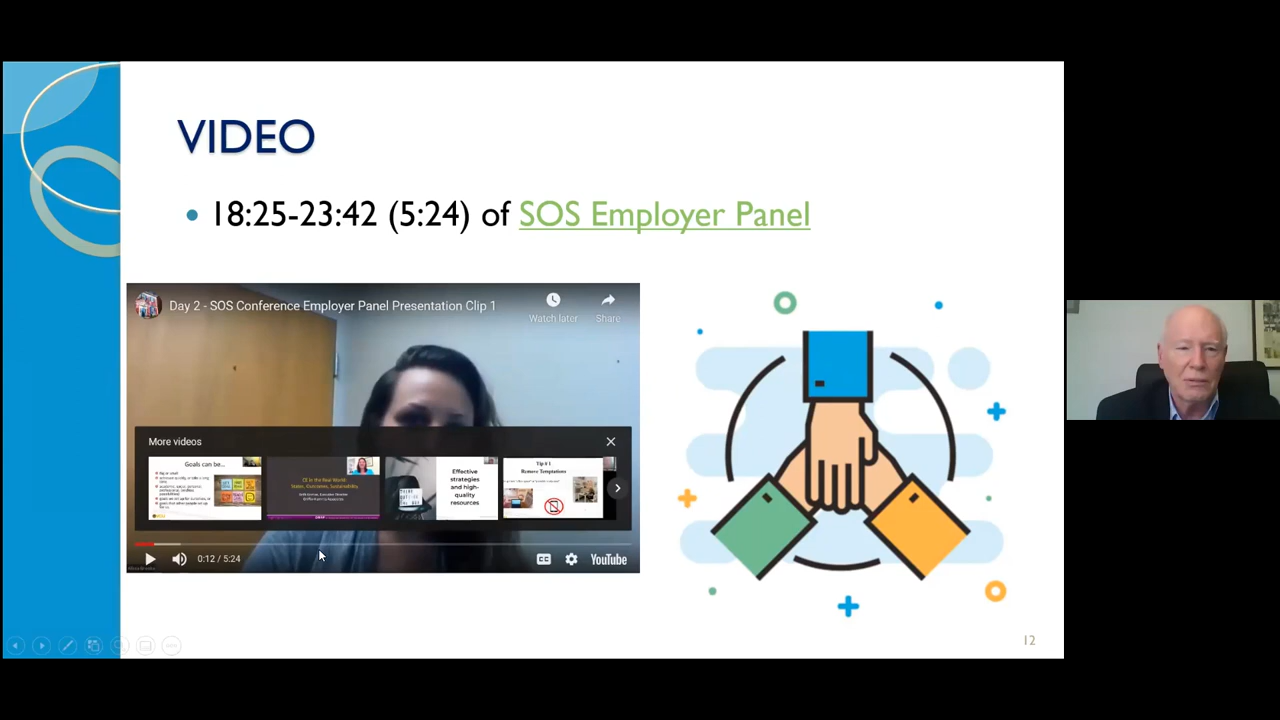 VIDEO
18:25-23:42 (5:24) of SOS Employer Panel
Day 2 - SOS Conference Employer Panel Presentation Clip 1
Watch later
Share
More videos
Goals can be...
Effective
strategies
and high-
quality
resources
Tip # 1
Remove Temptations
0:12 / 5:24
CC
YouTube
12